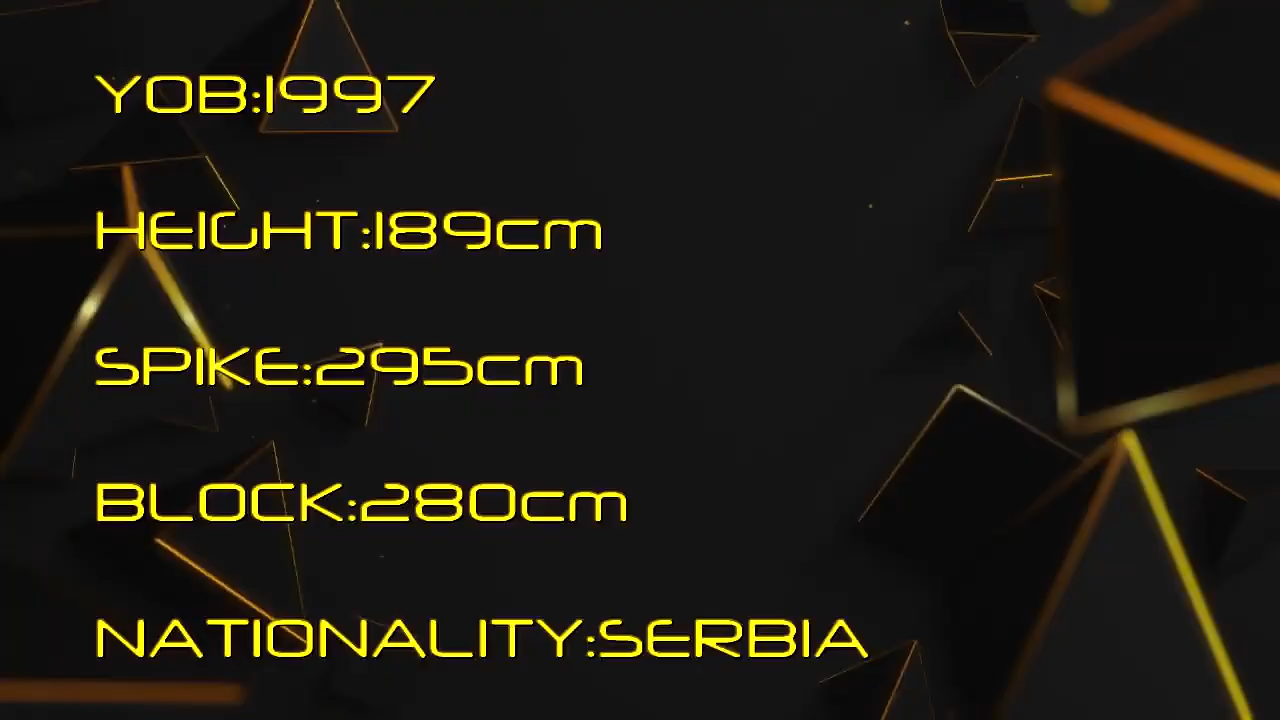 YOB:1997
HEIGHT:189cm
SPIKE:295cm
BLOCK:280cm
NATIONALITY:SERBIA